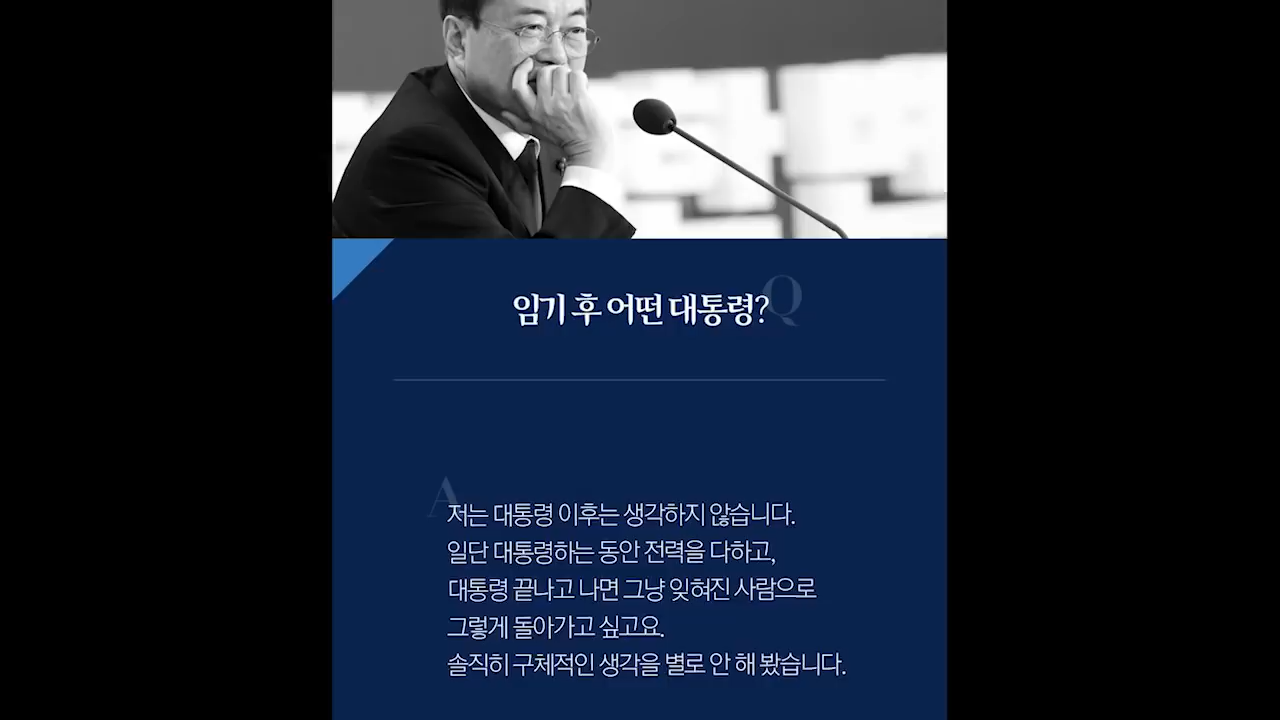 임기 후 어떤 대통령?
Q
A
저는 대통령 이후는 생각하지 않습니다.
일단 대통령하는 동안 전력을 다하고,
대통령 끝나고 나면 그냥 잊혀진 사람으로
그렇게 돌아가고 싶고요.
솔직히 구체적인 생각을 별로 안 해 봤습니다.